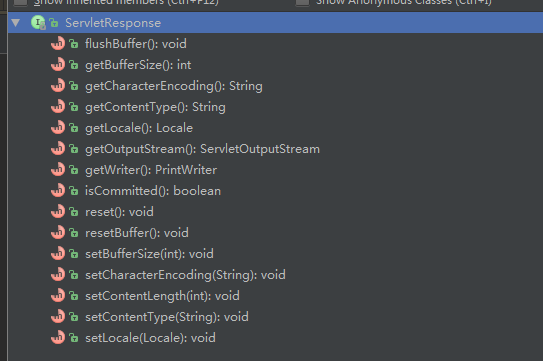 Show Inherited members (Ctrl+F12) Show Anonymous Classes (Ctrl+I)
ServletResponse
flushBuffer(): void
getBufferSize(): int
getCharacterEncoding(): String
getContentType(): String
getLocale(): Locale
getOutputStream(): ServletOutputStream
getWriter(): PrintWriter
isCommitted(): boolean
reset(): void
resetBuffer(): void
setBufferSize(int): void
setCharacterEncoding(String): void
setContentLength(int): void
setContentType(String): void
setLocale(Locale): void